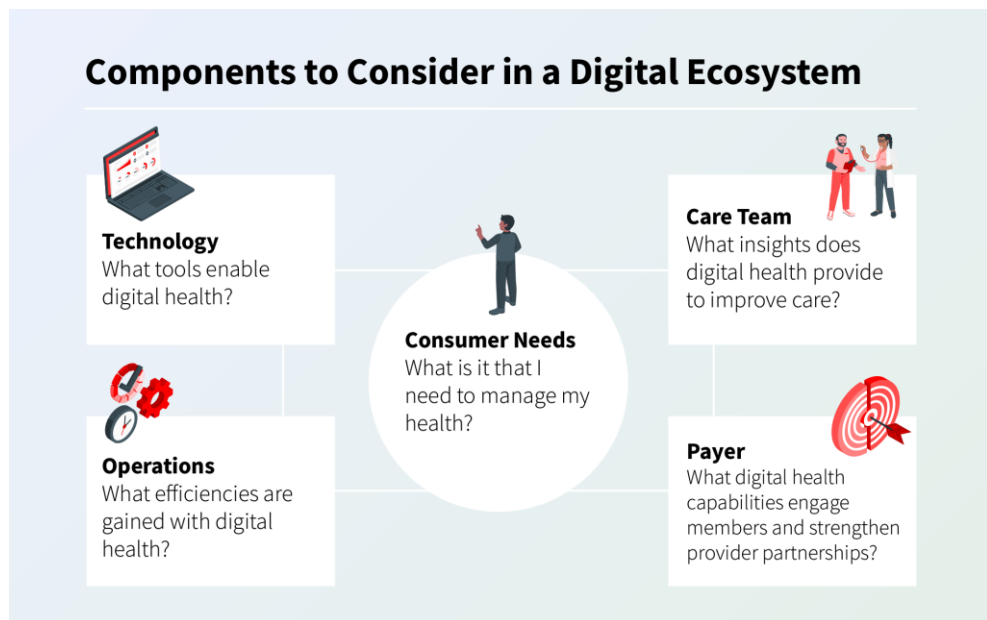 Components to Consider in a Digital Ecosystem
Technology
What tools enable
digital health?
Care Team
What insights does
digital health provide
to improve care?
Consumer Needs
What is it that I
need to manage my
health?
Operations
What efficiencies are
gained with digital
health?
Payer
What digital health
capabilities engage
members and strengthen
provider partnerships?